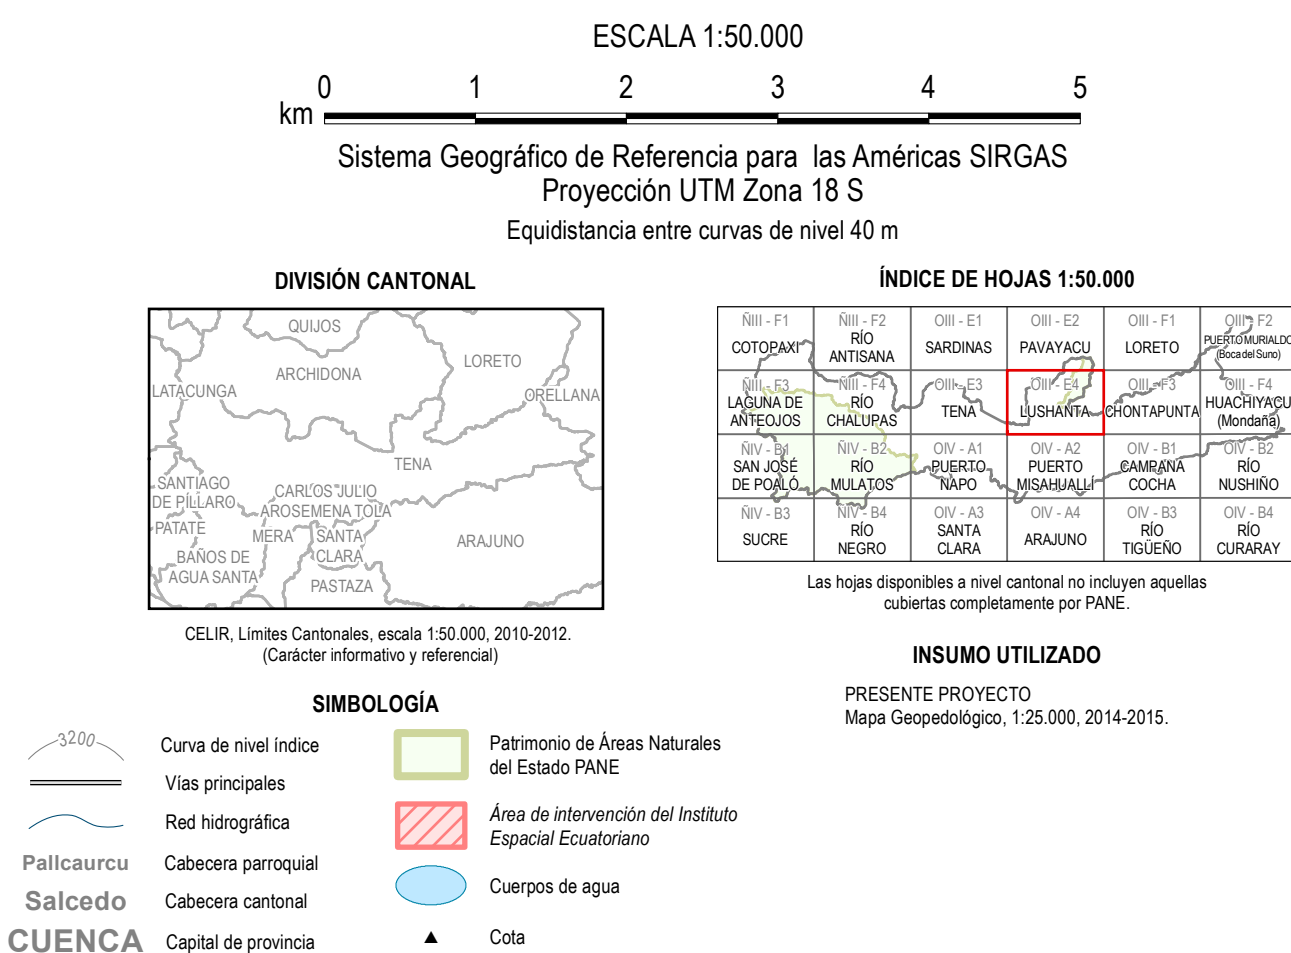 ESCALA 1:50.000
0 1 2 3 4 5
km
Sistema Geográfico de Referencia para las Américas SIRGAS
Proyección UTM Zona 18 S
Equidistancia entre curvas de nivel 40 m
DIVISIÓN CANTONAL
QUIJOS
LORETO
ARCHIDONA
LATACUNGA
ORELLANA
TENA
SANTIAGO
DE PÍLLARO
CARLOS JULIO
AROSEMENA TOLA
PATATE
MERA
SANTA
CLARA
ARAJUNO
BAÑOS DE
AGUA SANTA
PASTAZA
CELIR, Límites Cantonales, escala 1:50.000, 2010-2012.
(Carácter informativo y referencial)
ÍNDICE DE HOJAS 1:50.000
ÑIII - F1
COTOPAXI
ÑIII - F2
RÍO
ANTISANA
OIII - E1
SARDINAS
OIII - E2
PAVAYACU
OIII - F1
LORETO
OIII - F2
PUERTO MURIALDO
(Boca del Suno)
ÑIII - F3
LAGUNA DE
ANTEOJOS
ÑIII - F4
RÍO
CHALUPAS
OIII - E3
TENA
OIII - E4
LUSHANTA
OIII - F3
CHONTAPUNTA
OIII - F4
HUACHIYACU
(Mondaña)
ÑIV - B1
SAN JOSÉ
DE POALÓ
ÑIV - B2
RÍO
MULATOS
OIV - A1
PUERTO
NAPO
OIV - A2
PUERTO
MISAHUALLÍ
OIV - B1
CAMPANA
COCHA
OIV - B2
RÍO
NUSHIÑO
ÑIV - B3
SUCRE
ÑIV - B4
RÍO
NEGRO
OIV - A3
SANTA
CLARA
OIV - A4
ARAJUNO
OIV - B3
RÍO
TIGÜEÑO
OIV - B4
RÍO
CURARAY
Las hojas disponibles a nivel cantonal no incluyen aquellas
cubiertas completamente por PANE.
INSUMO UTILIZADO
PRESENTE PROYECTO
Mapa Geopedológico, 1:25.000, 2014-2015.
SIMBOLOGÍA
3200
Curva de nivel índice
Vías principales
Red hidrográfica
Pallcaurcu Cabecera parroquial
Salcedo Cabecera cantonal
CUENCA Capital de provincia
Patrimonio de Áreas Naturales
del Estado PANE
Área de intervención del Instituto
Espacial Ecuatoriano
Cuerpos de agua
Cota